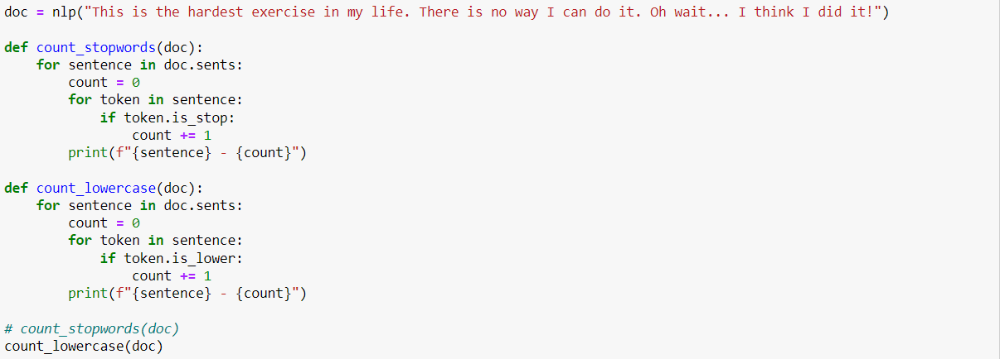 doc = nlp("This is the hardest exercise in my life. There is no way I can do it. Oh wait... I think I did it!")
def count_stopwords(doc):
    for sentence in doc.sents:
        count = 0
        for token in sentence:
            if token.is_stop:
                count += 1
        print(f"{sentence} - {count}")
def count_lowercase(doc):
    for sentence in doc.sents:
        count = 0
        for token in sentence:
            if token.is_lower:
                count += 1
        print(f"{sentence} - {count}")
# count_stopwords(doc)
count_lowercase(doc)